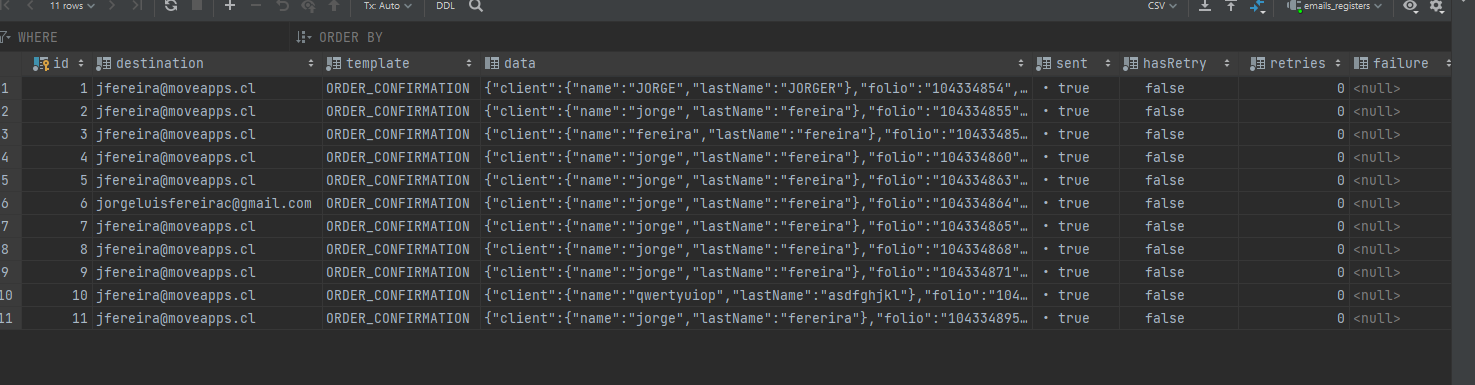 11 rows Tx: Auto DDL CSV emails_registers
WHERE ORDER BY
id destination template data sent hasRetry retries failure
1 1 jfereira@moveapps.cl ORDER_CONFIRMATION {"client":{"name":"JORGE","lastName":"JORGER"},"folio":"104334854",… true false 0 <null>
2 2 jfereira@moveapps.cl ORDER_CONFIRMATION {"client":{"name":"jorge","lastName":"fereira"},"folio":"104334855"… true false 0 <null>
3 3 jfereira@moveapps.cl ORDER_CONFIRMATION {"client":{"name":"fereira","lastName":"fereira"},"folio":"10433485… true false 0 <null>
4 4 jfereira@moveapps.cl ORDER_CONFIRMATION {"client":{"name":"jorge","lastName":"fereira"},"folio":"104334860"… true false 0 <null>
5 5 jfereira@moveapps.cl ORDER_CONFIRMATION {"client":{"name":"jorge","lastName":"fereira"},"folio":"104334863"… true false 0 <null>
6 6 jorgeluisfereirac@gmail.com ORDER_CONFIRMATION {"client":{"name":"jorge","lastName":"fereira"},"folio":"104334864"… true false 0 <null>
7 7 jfereira@moveapps.cl ORDER_CONFIRMATION {"client":{"name":"jorge","lastName":"fereira"},"folio":"104334865"… true false 0 <null>
8 8 jfereira@moveapps.cl ORDER_CONFIRMATION {"client":{"name":"jorge","lastName":"fereira"},"folio":"104334868"… true false 0 <null>
9 9 jfereira@moveapps.cl ORDER_CONFIRMATION {"client":{"name":"jorge","lastName":"fereira"},"folio":"104334871"… true false 0 <null>
10 10 jfereira@moveapps.cl ORDER_CONFIRMATION {"client":{"name":"qwertyuiop","lastName":"asdfghjkl"},"folio":"104… true false 0 <null>
11 11 jfereira@moveapps.cl ORDER_CONFIRMATION {"client":{"name":"jorge","lastName":"fererira"},"folio":"104334895… true false 0 <null>